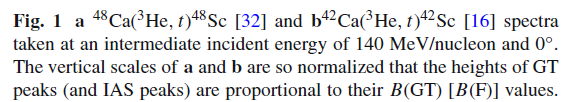 Fig. 1 a ⁴⁸Ca(³He, t)⁴⁸Sc [32] and b⁴²Ca(³He, t)⁴²Sc [16] spectra
taken at an intermediate incident energy of 140 MeV/nucleon and 0°.
The vertical scales of a and b are so normalized that the heights of GT
peaks (and IAS peaks) are proportional to their B(GT) [B(F)] values.